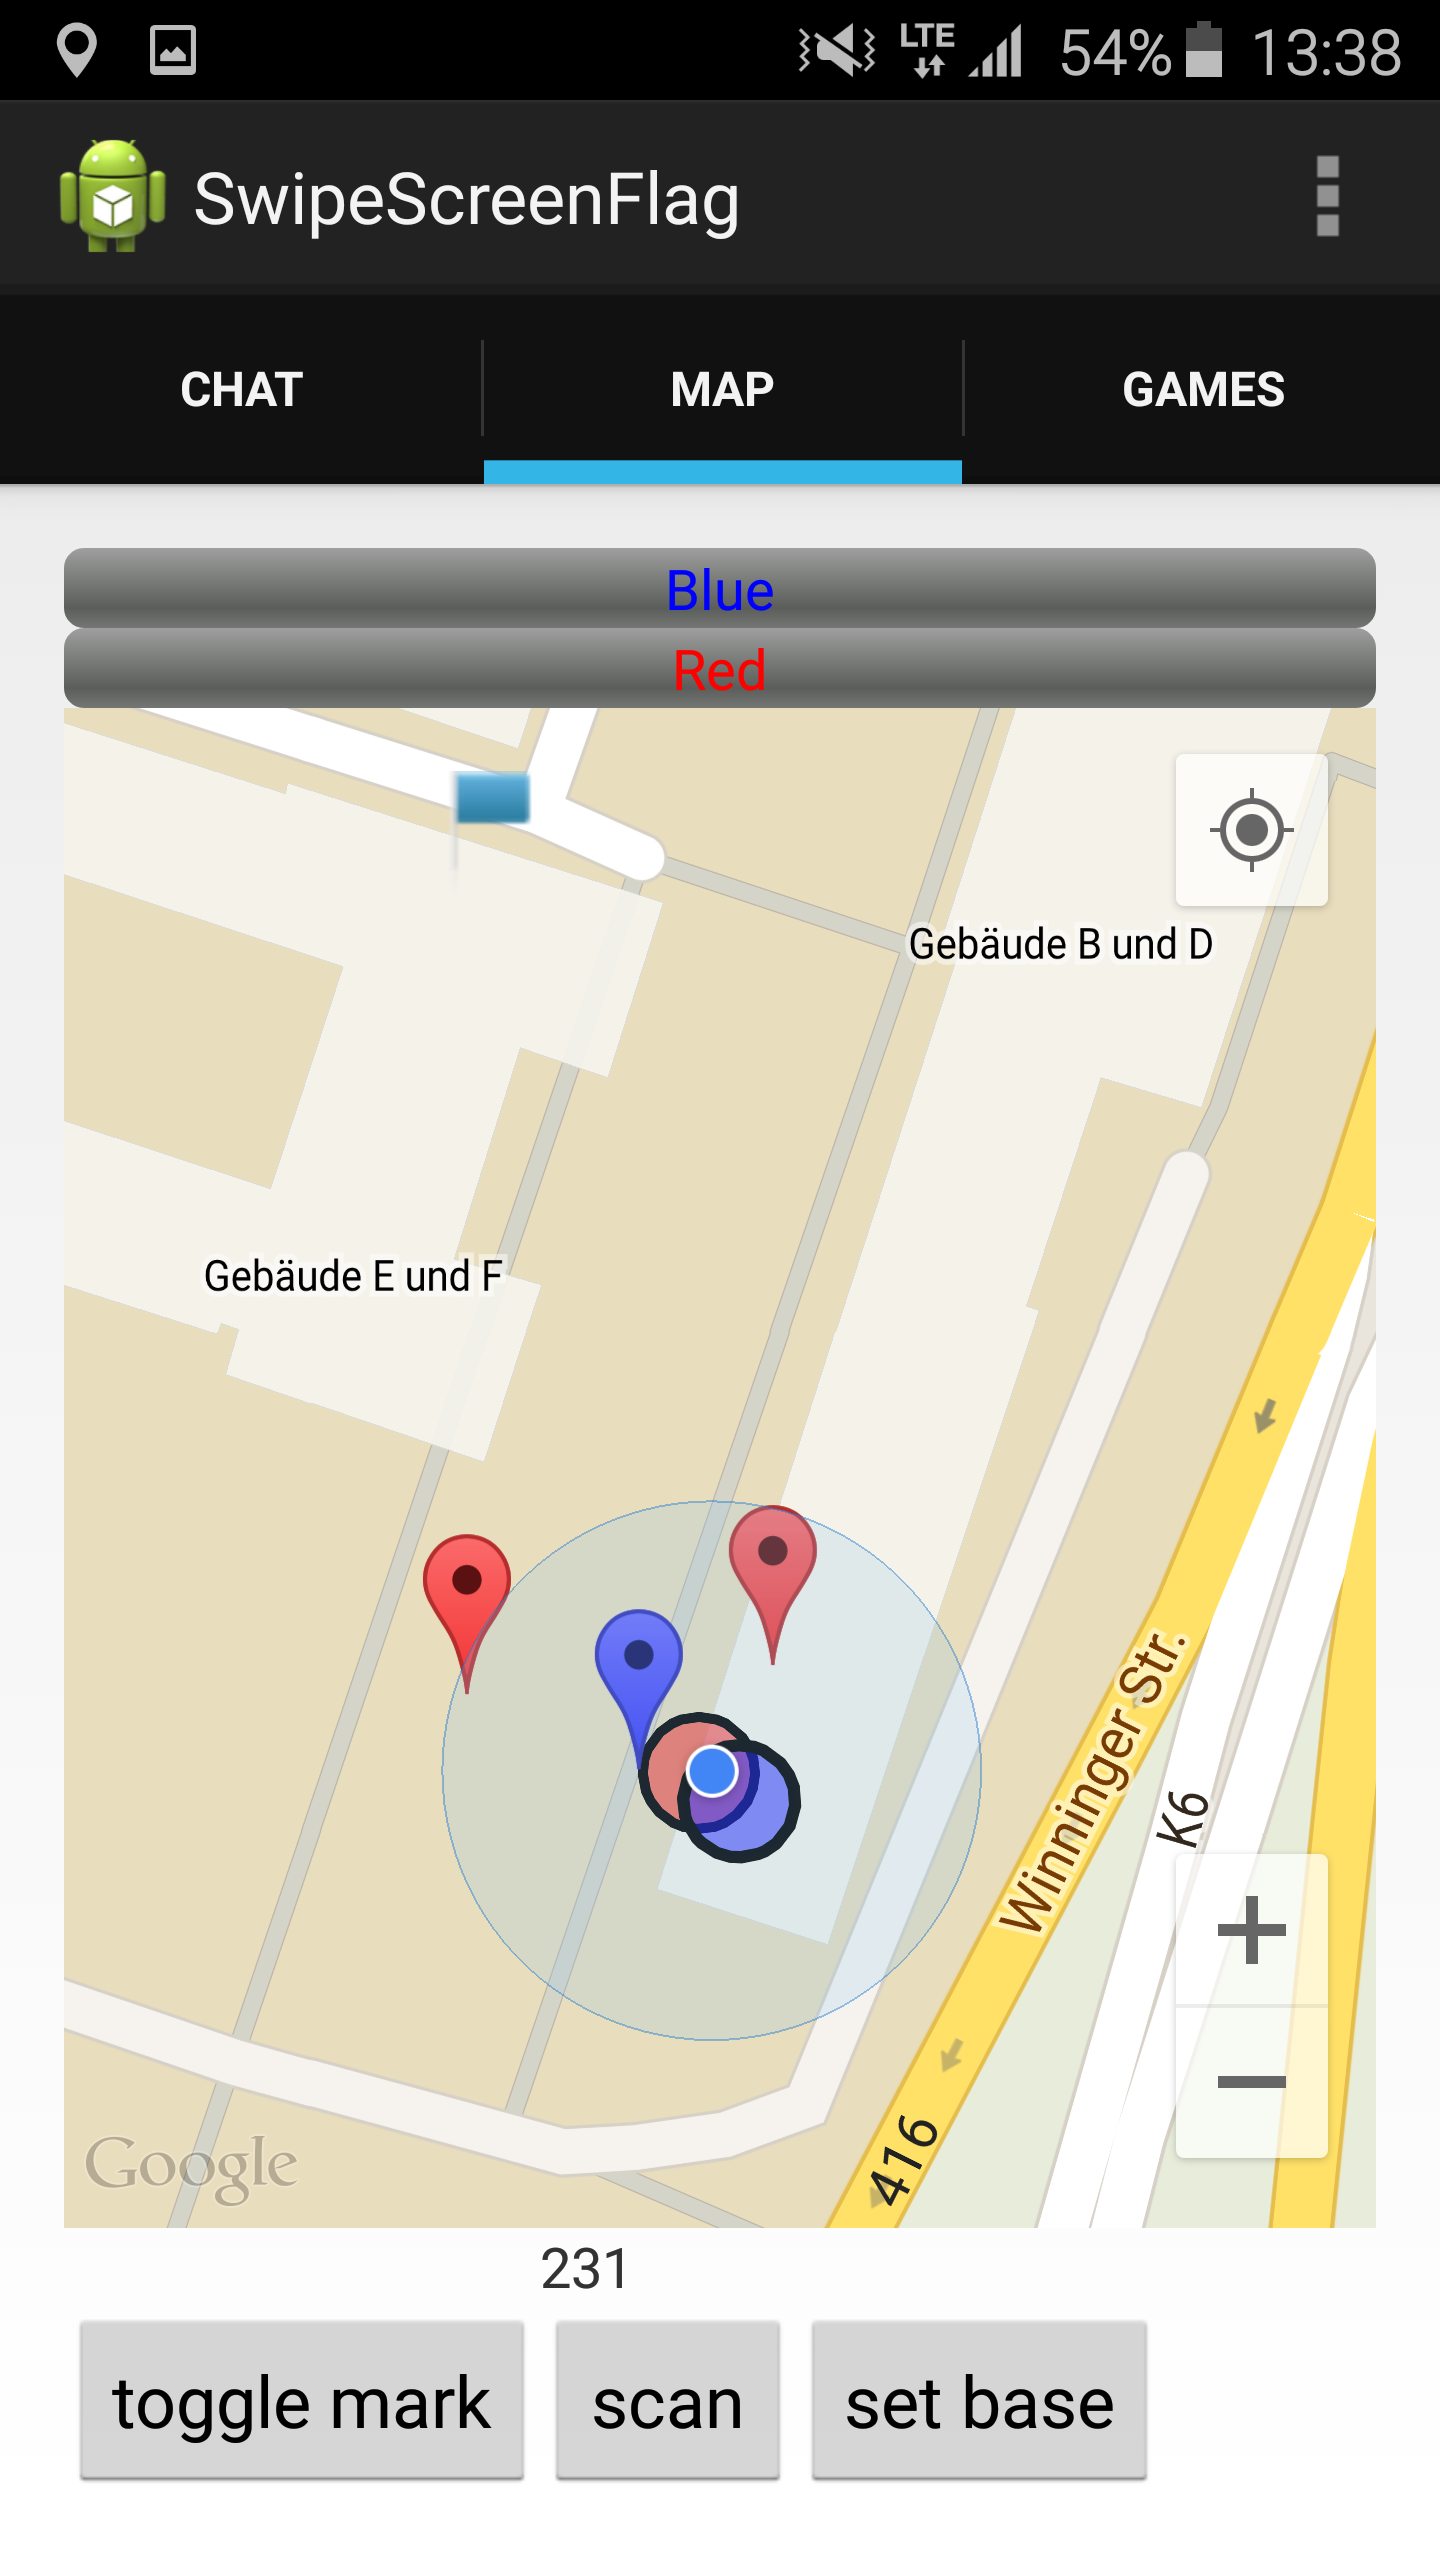 LTE 54% 13:38
SwipeScreenFlag
CHAT MAP GAMES
Blue
Red
Gebäude B und D
Gebäude E und F
Winninger Str.
K6
416
Google
231
toggle mark scan set base